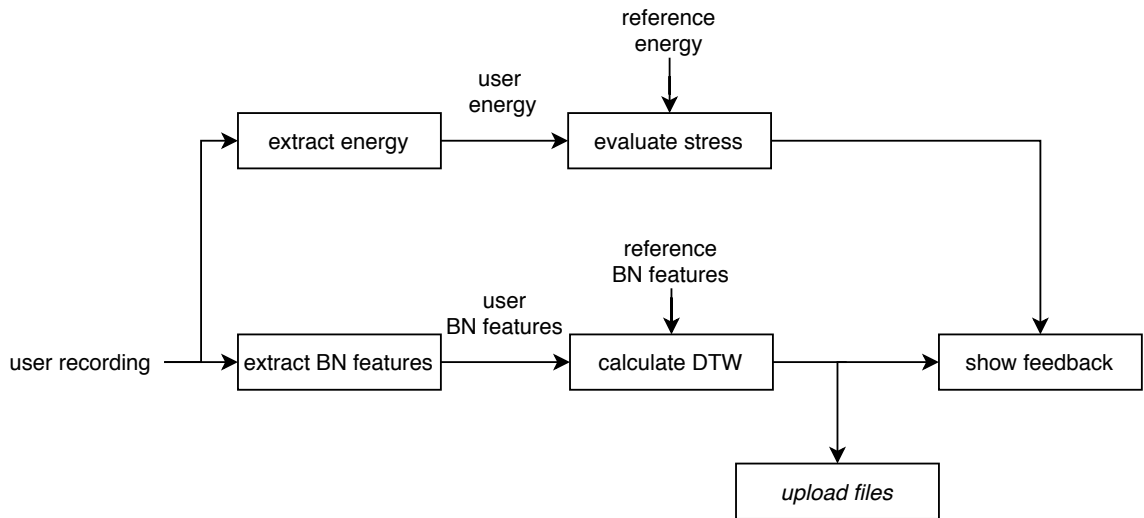 reference
energy
user
energy
extract energy
evaluate stress
reference
BN features
user
BN features
user recording
extract BN features
calculate DTW
show feedback
upload files